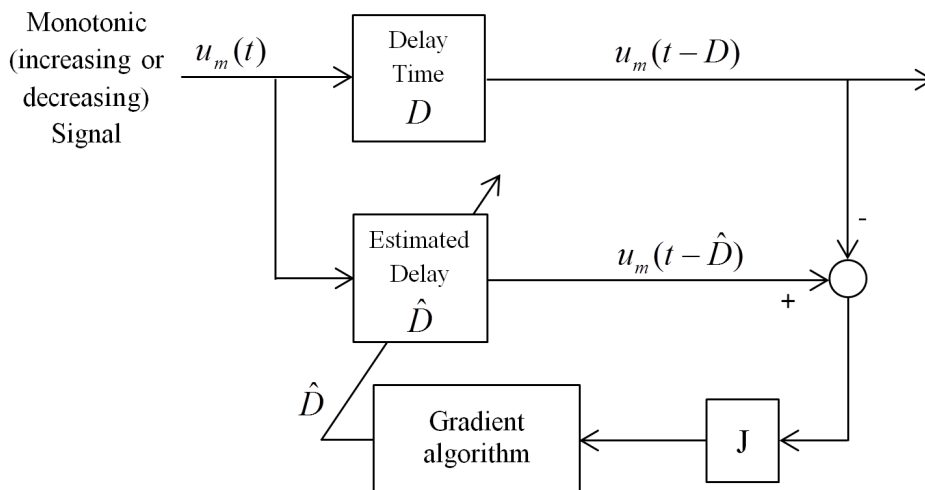 Monotonic
(increasing or
decreasing)
Signal
u_m(t)
Delay
Time
D
u_m(t − D)
-
Estimated
Delay
D̂
u_m(t − D̂)
+
D̂
Gradient
algorithm
J